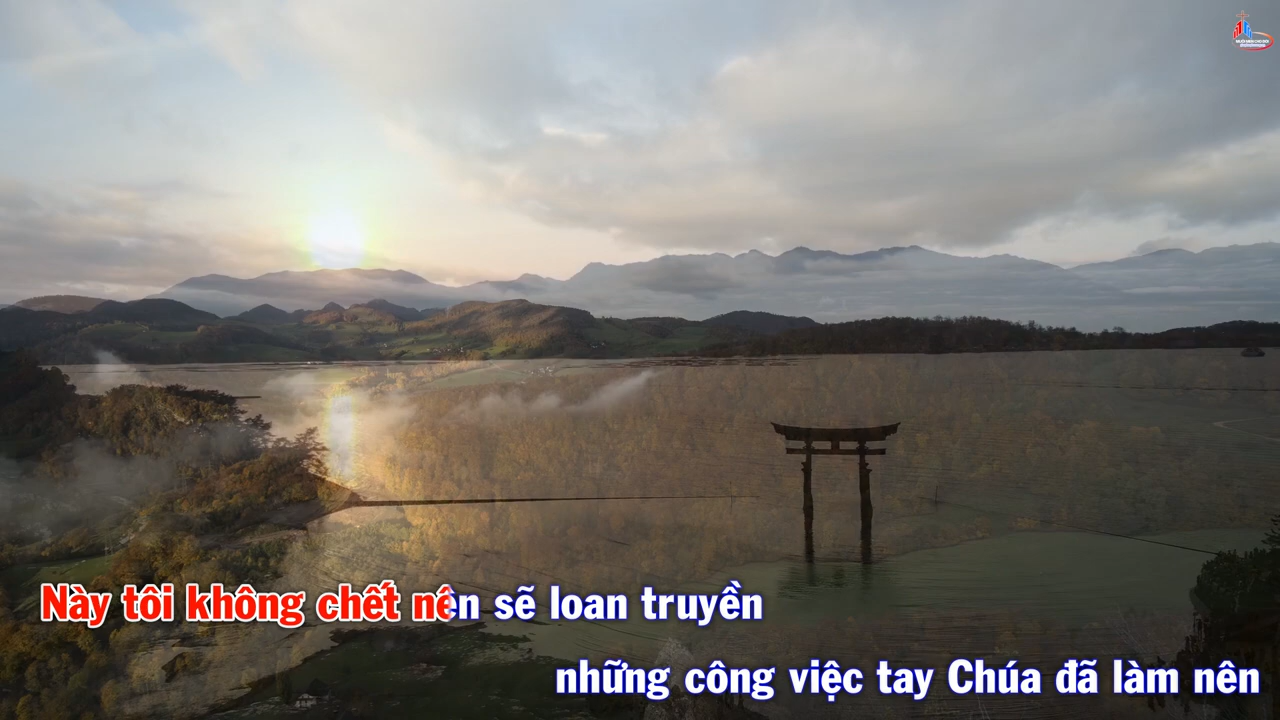 Này tôi không chết nên sẽ loan truyền
những công việc tay Chúa đã làm nên